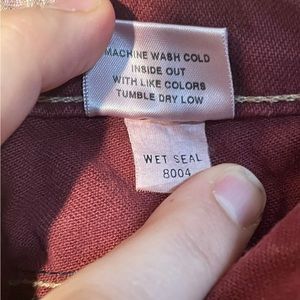 MACHINE WASH COLD
INSIDE OUT
WITH LIKE COLORS
TUMBLE DRY LOW
WET SEAL
8004